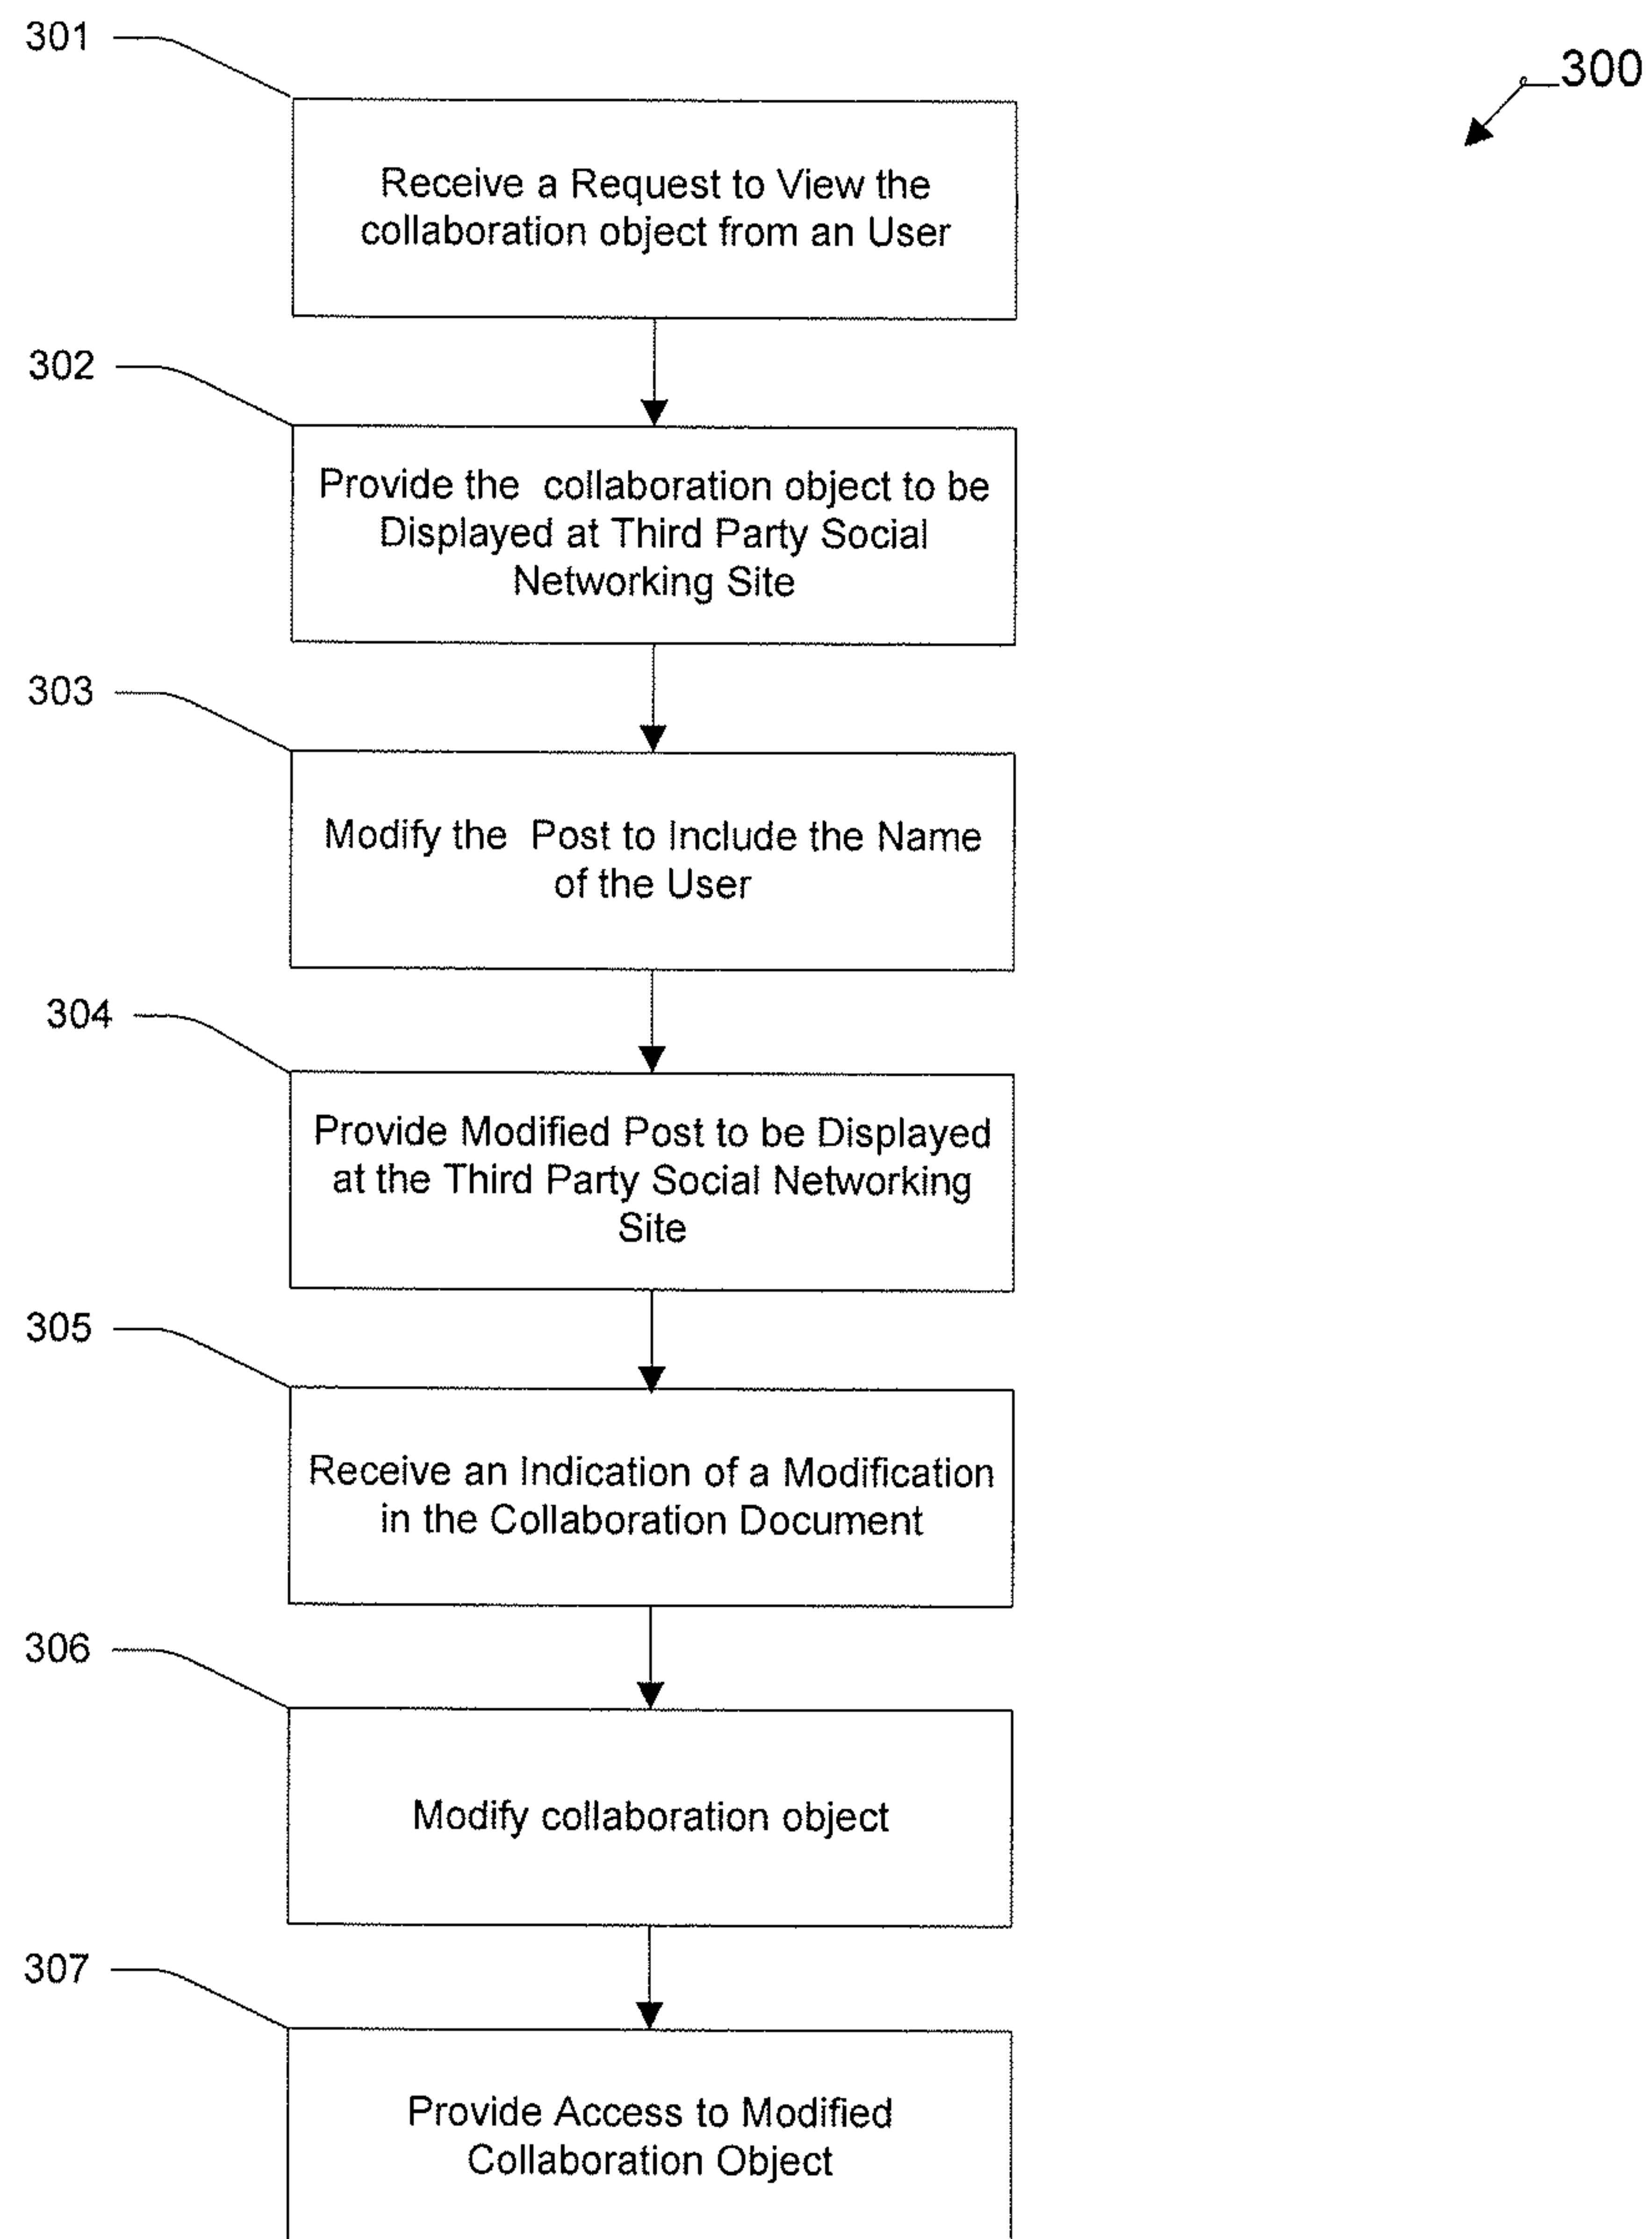 301
300
Receive a Request to View the
collaboration object from an User
302
Provide the collaboration object to be
Displayed at Third Party Social
Networking Site
303
Modify the Post to Include the Name
of the User
304
Provide Modified Post to be Displayed
at the Third Party Social Networking
Site
305
Receive an Indication of a Modification
in the Collaboration Document
306
Modify collaboration object
307
Provide Access to Modified
Collaboration Object